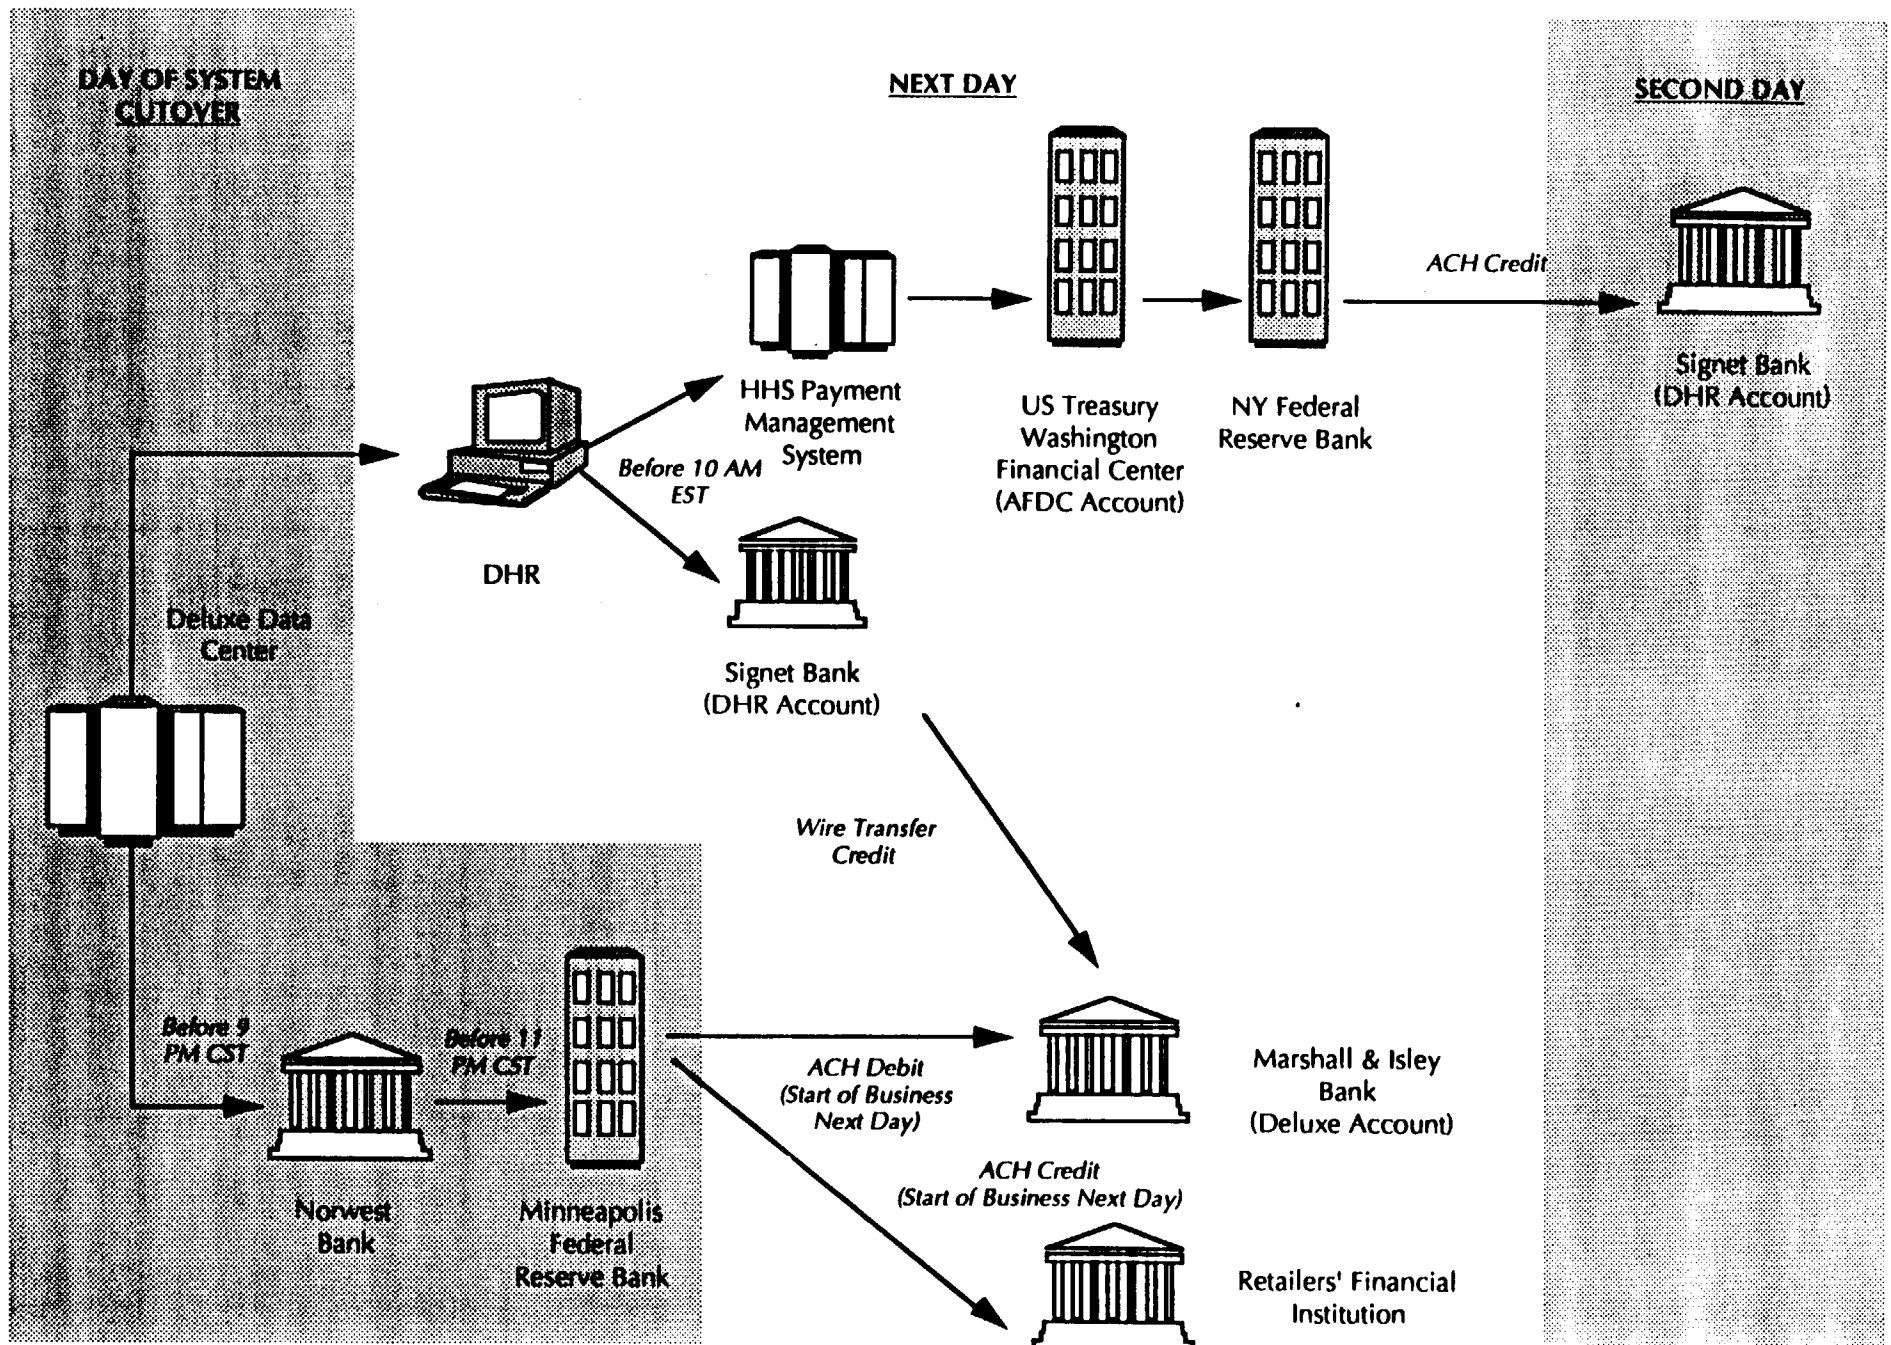 DAY OF SYSTEM
CUTOVER
NEXT DAY
SECOND DAY
ACH Credit
Signet Bank
(DHR Account)
HHS Payment
Management
System
US Treasury
Washington
Financial Center
(AFDC Account)
NY Federal
Reserve Bank
Before 10 AM
EST
DHR
Deluxe Data
Center
Signet Bank
(DHR Account)
Wire Transfer
Credit
Before 9
PM CST
Before 11
PM CST
ACH Debit
(Start of Business
Next Day)
Marshall & Isley
Bank
(Deluxe Account)
ACH Credit
(Start of Business Next Day)
Norwest
Bank
Minneapolis
Federal
Reserve Bank
Retailers' Financial
Institution